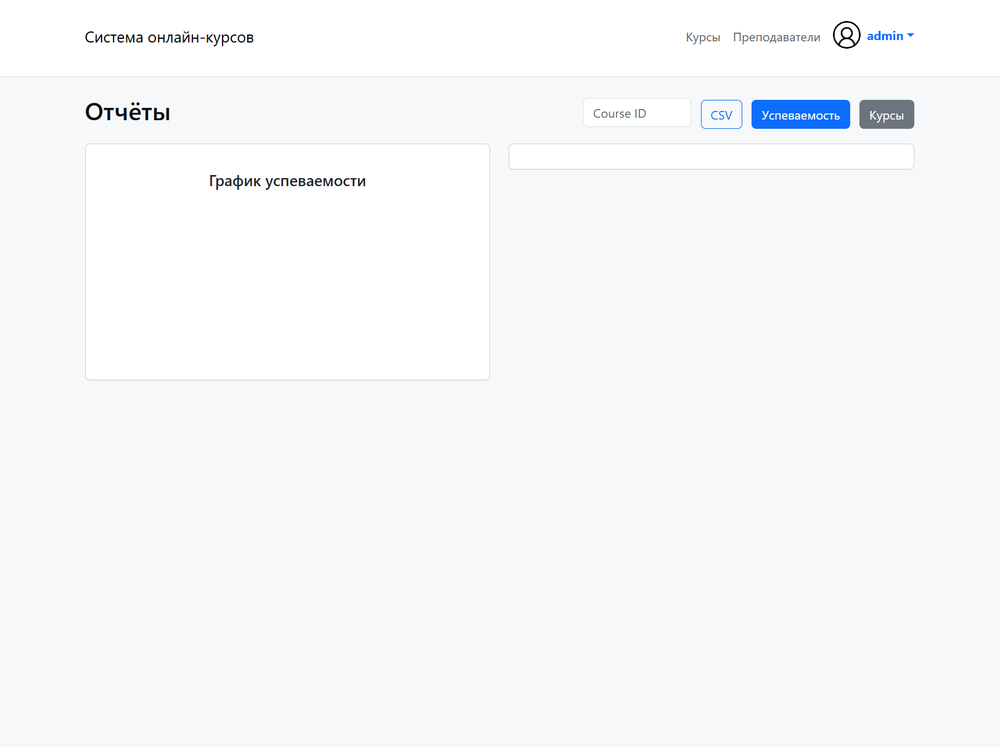 Система онлайн-курсов
Курсы
Преподаватели
admin
Отчёты
Course ID
CSV
Успеваемость
Курсы
График успеваемости